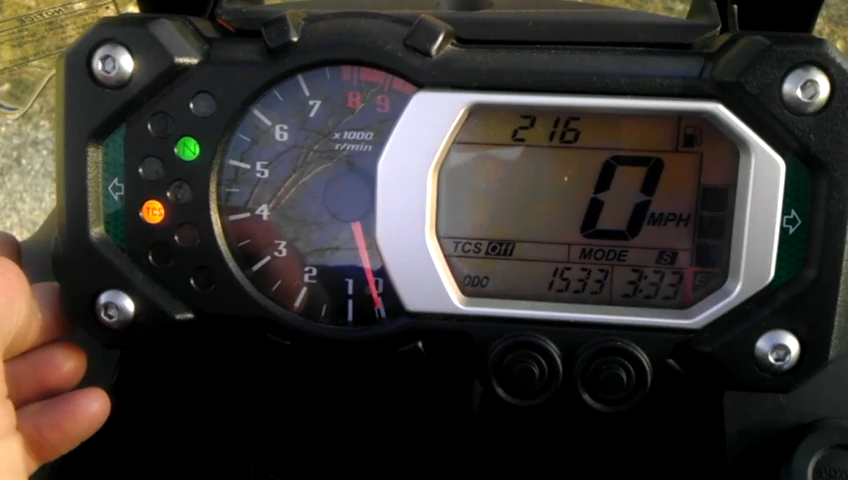 7
8
9
6
x1000
r/min
5
4
3
2
1
0
N
TCS
216
0 MPH
TCS Off
MODE S
ODO 1533 3:33